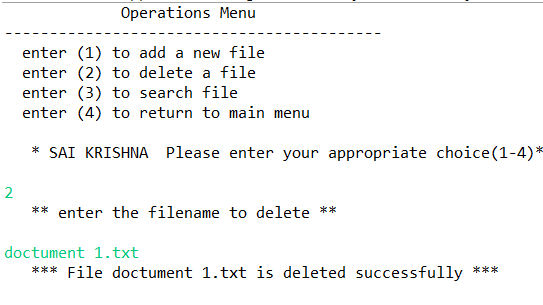 Operations Menu
------------------------------------------
enter (1) to add a new file
enter (2) to delete a file
enter (3) to search file
enter (4) to return to main menu
* SAI KRISHNA  Please enter your appropriate choice(1-4)*
2
** enter the filename to delete **
doctument 1.txt
*** File doctument 1.txt is deleted successfully ***